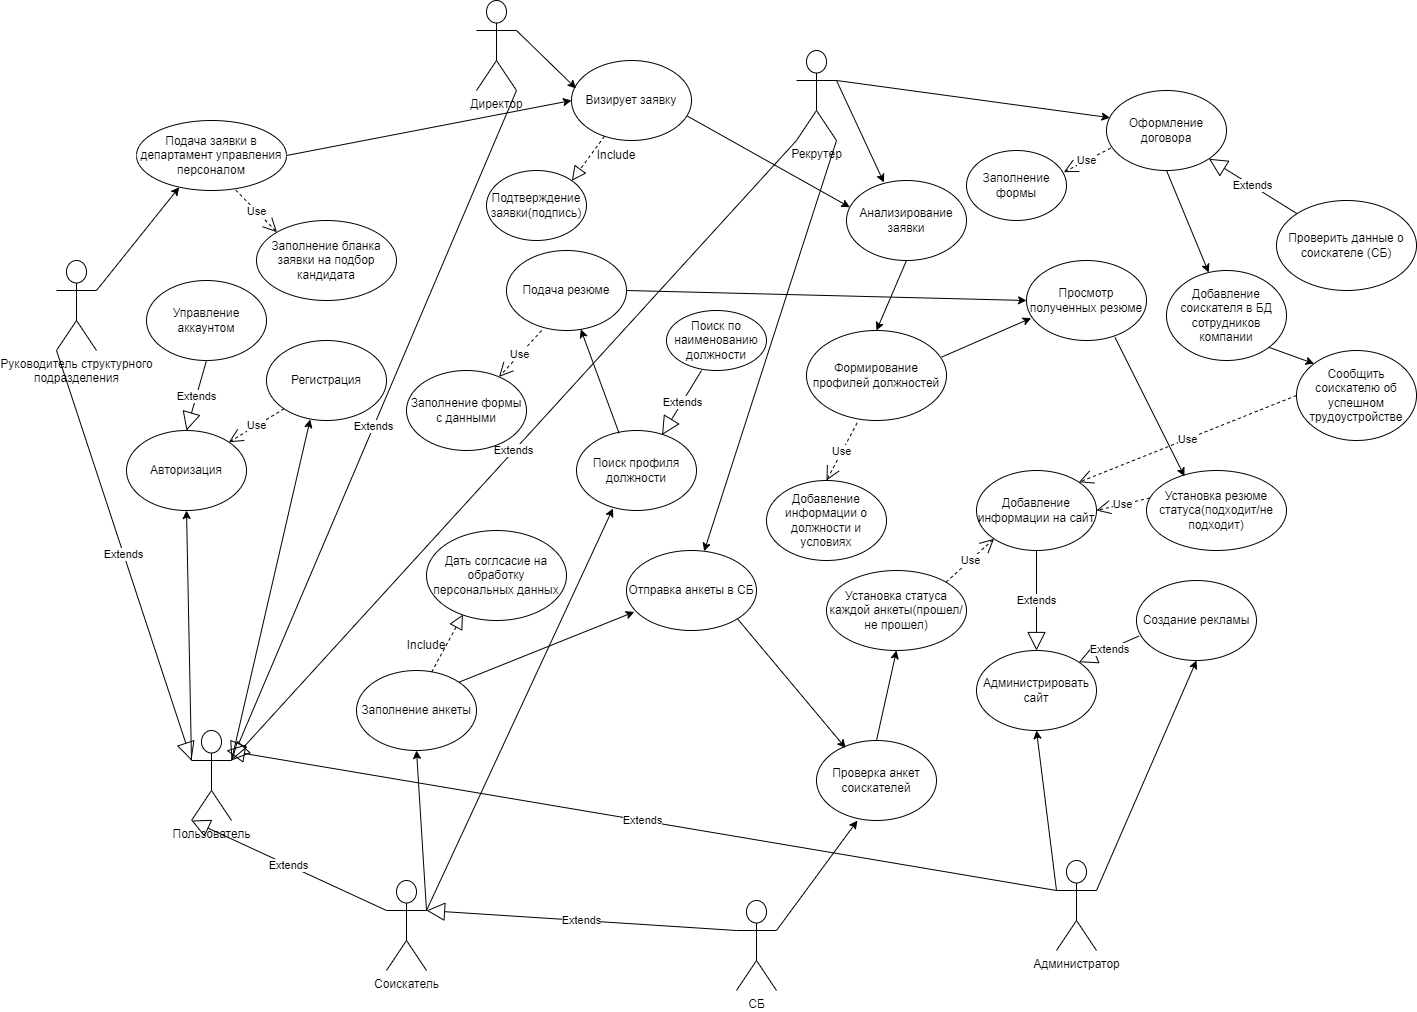 Директор
Визирует заявку
Рекрутер
Оформление
договора
Подача заявки в
департамент управления
персоналом
Include
Use
Заполнение
формы
Extends
Подтверждение
заявки(подпись)
Use
Анализирование
заявки
Проверить данные о
соискателе (СБ)
Заполнение бланка
заявки на подбор
кандидата
Подача резюме
Просмотр
полученных резюме
Добавление
соискателя в БД
сотрудников
компании
Управление
аккаунтом
Поиск по
наименованию
должности
Руководитель структурного
подразделения
Use
Формирование
профилей должностей
Сообщить
соискателю об
успешном
трудоустройстве
Регистрация
Extends
Extends
Заполнение формы
с данными
Use
Extends
Extends
Use
Use
Авторизация
Поиск профиля
должности
Добавление
информации о
должности и
условиях
Добавление
информации на сайт
Use
Установка резюме
статуса(подходит/не
подходит)
Extends
Use
Дать соглсасие на
обработку
персональных данных
Отправка анкеты в СБ
Установка статуса
каждой анкеты(прошел/
не прошел)
Extends
Создание рекламы
Include
Extends
Заполнение анкеты
Администрировать
сайт
Проверка анкет
соискателей
Extends
Пользователь
Extends
Extends
Соискатель
СБ
Администратор